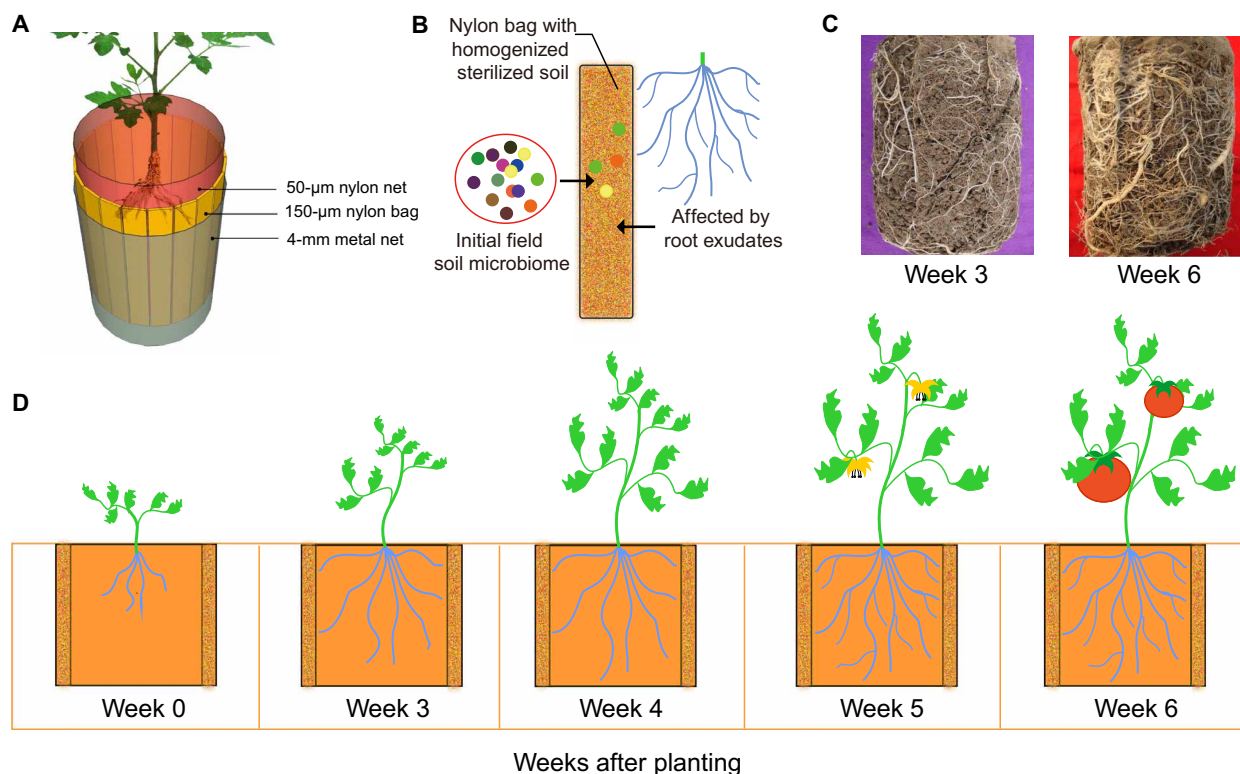 A
50-µm nylon net
150-µm nylon bag
4-mm metal net
B
Nylon bag with
homogenized
sterilized soil
Initial field
soil microbiome
Affected by
root exudates
C
Week 3
Week 6
D
Week 0
Week 3
Week 4
Week 5
Week 6
Weeks after planting